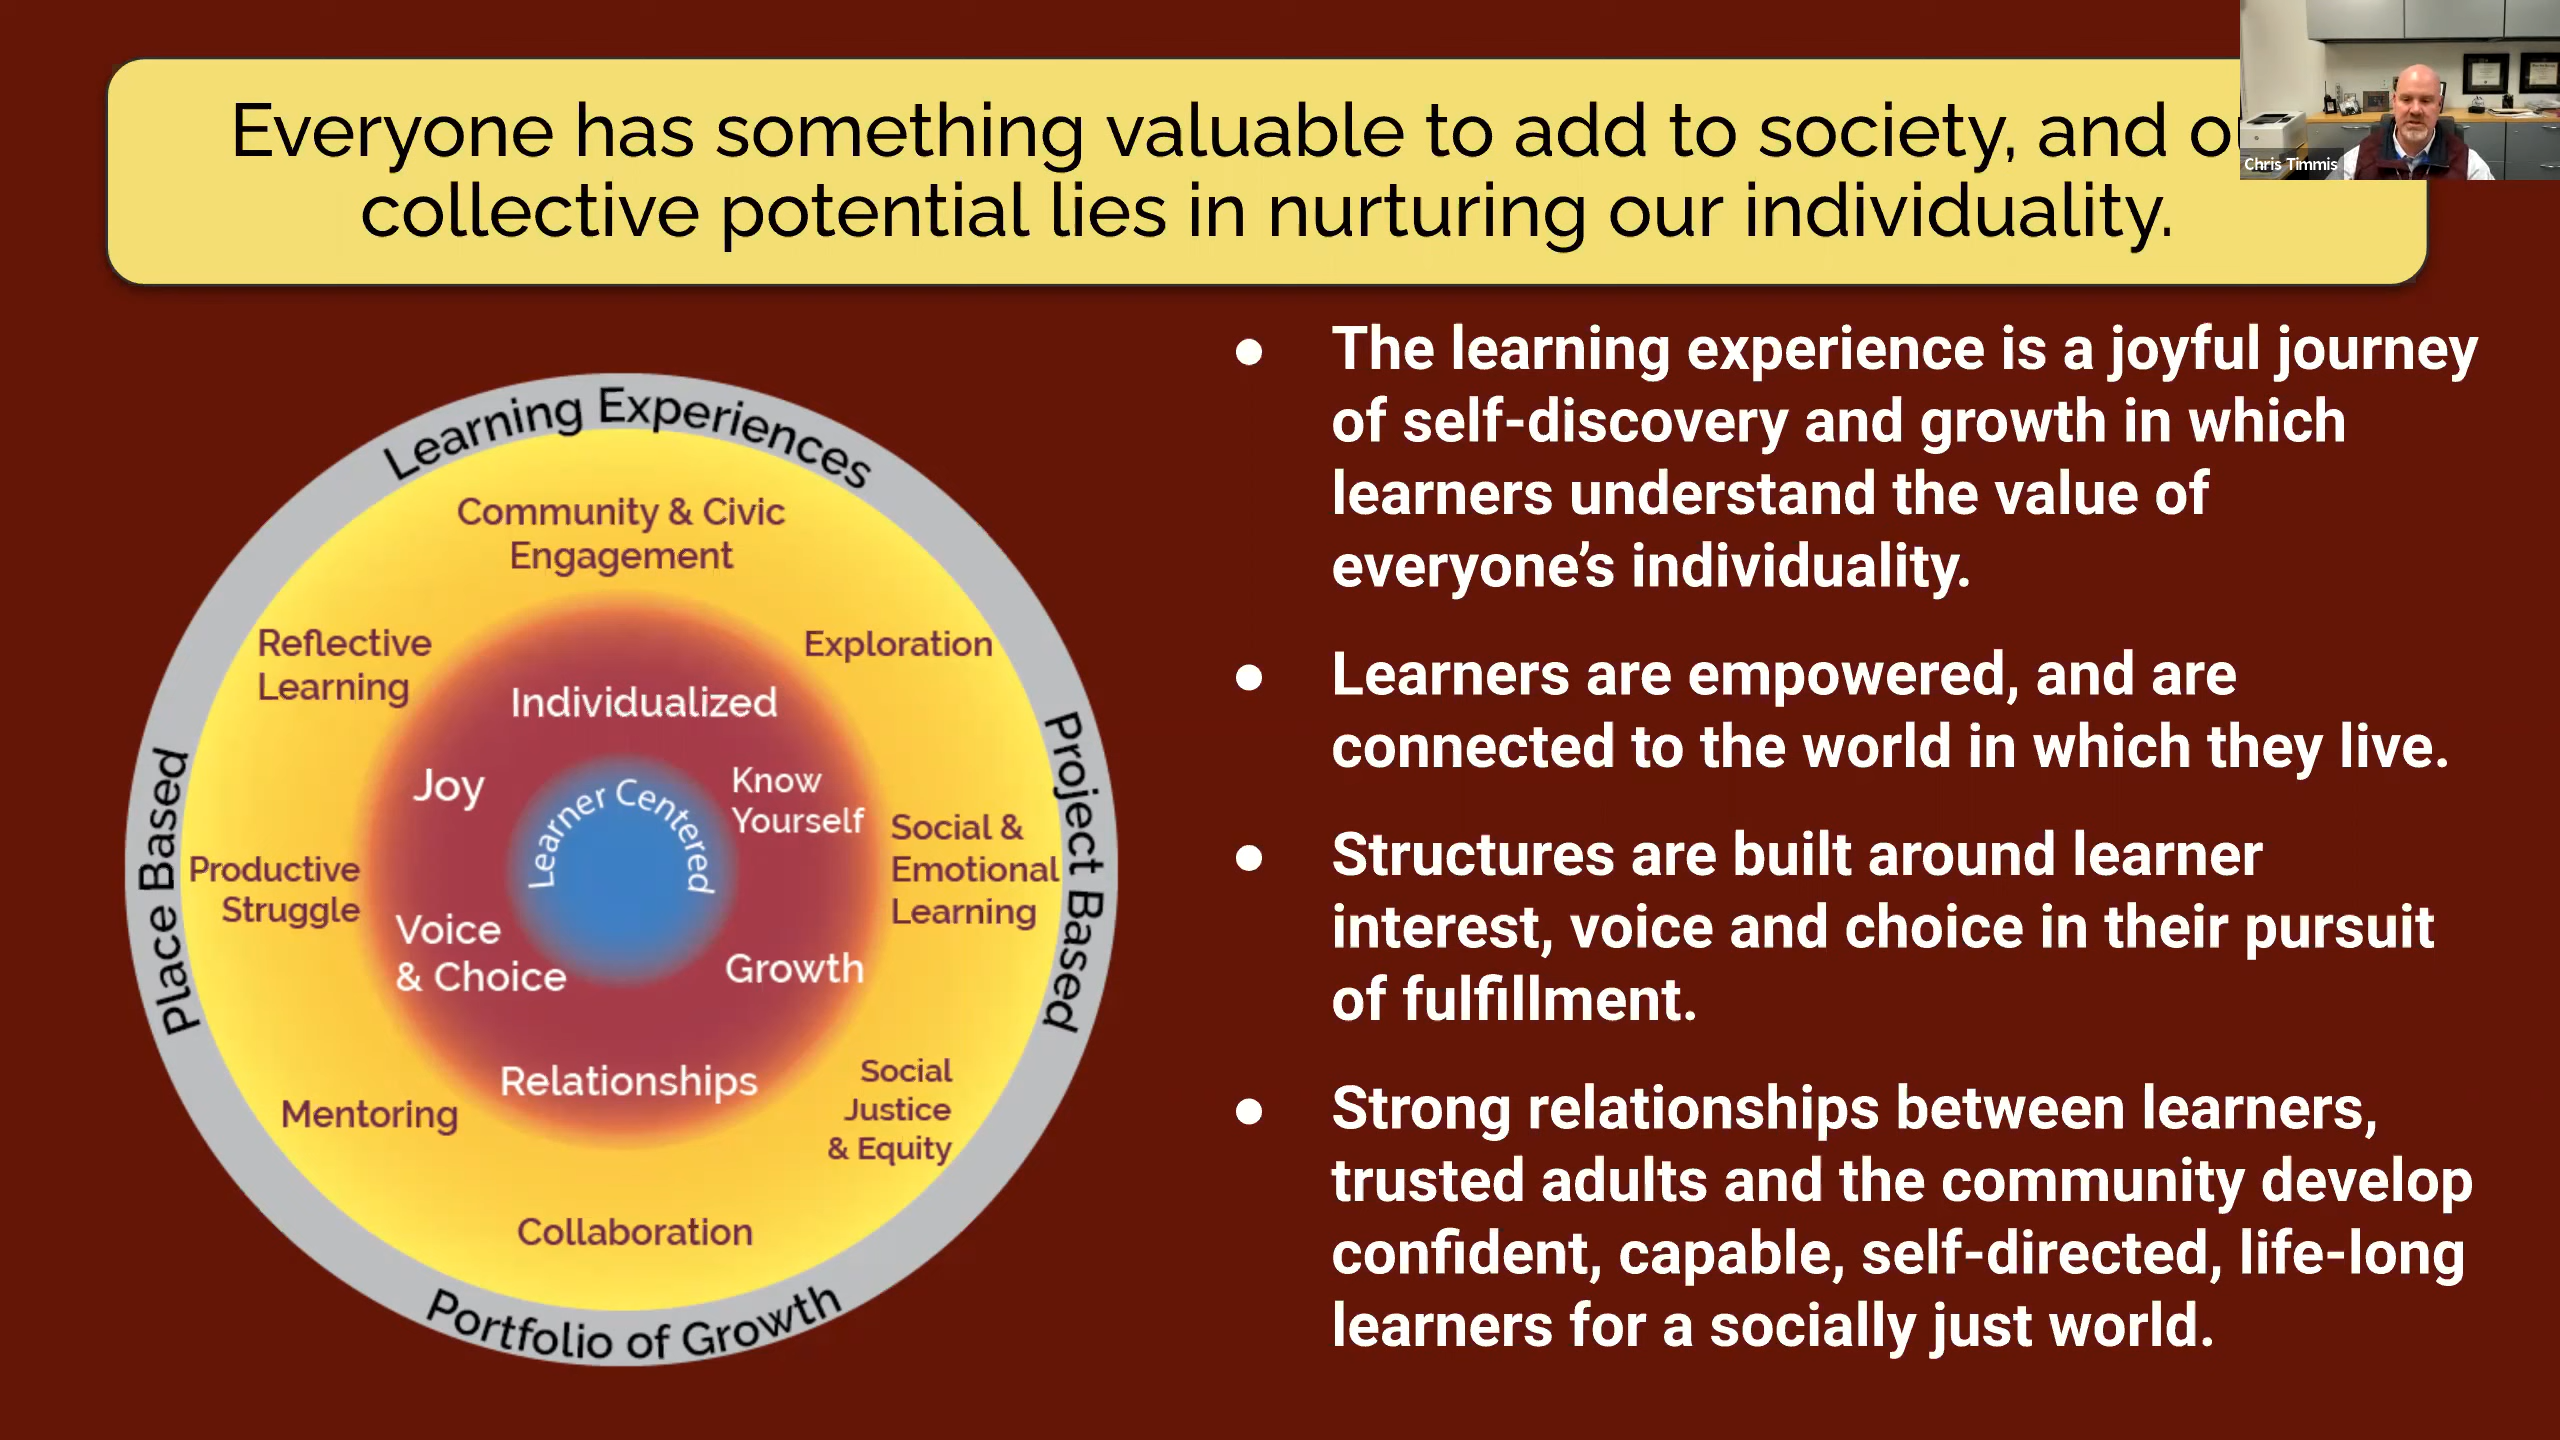 Everyone has something valuable to add to society, and
collective potential lies in nurturing our individuality.
Chris Timmis
Learning Experiences
Community & Civic
Engagement
Reflective
Learning
Exploration
Individualized
Joy
Know
Yourself
Learner Centered
Social &
Emotional
Learning
Project Based
Place Based
Productive
Struggle
Voice
& Choice
Growth
Relationships
Social
Justice
& Equity
Mentoring
Collaboration
Portfolio of Growth
● The learning experience is a joyful journey
of self-discovery and growth in which
learners understand the value of
everyone’s individuality.
● Learners are empowered, and are
connected to the world in which they live.
● Structures are built around learner
interest, voice and choice in their pursuit
of fulfillment.
● Strong relationships between learners,
trusted adults and the community develop
confident, capable, self-directed, life-long
learners for a socially just world.